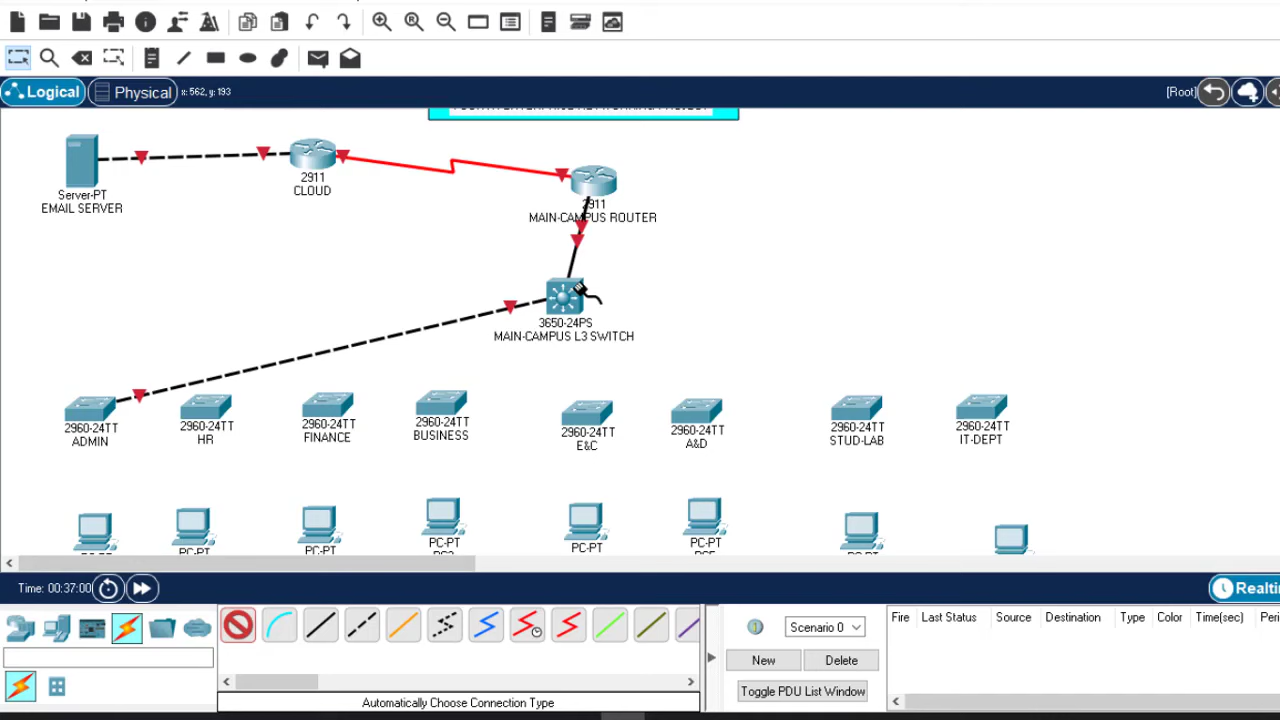 Logical
Physical
x: 562, y: 193
[Root]
Server-PT
EMAIL SERVER
2911
CLOUD
2911
MAIN-CAMPUS ROUTER
3650-24PS
MAIN-CAMPUS L3 SWITCH
2960-24TT
ADMIN
2960-24TT
HR
2960-24TT
FINANCE
2960-24TT
BUSINESS
2960-24TT
E&C
2960-24TT
A&D
2960-24TT
STUD-LAB
2960-24TT
IT-DEPT
PC-PT
PC-PT
PC-PT
PC-PT
PC-PT
PC-PT
PC-PT
Time: 00:37:00
Realti
Scenario 0
New
Delete
Toggle PDU List Window
Fire Last Status Source Destination Type Color Time(sec) Peri
Automatically Choose Connection Type